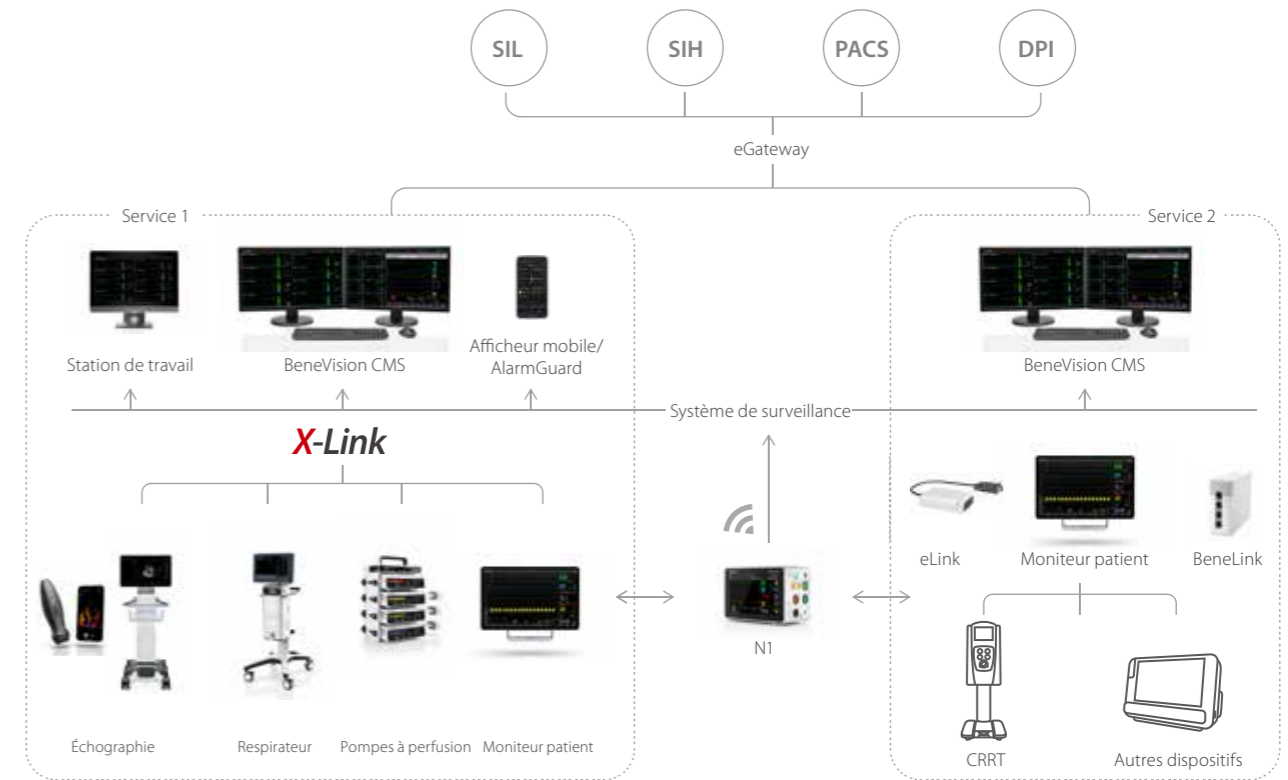 SIL
SIH
PACS
DPI
eGateway
Service 1
Service 2
Station de travail
BeneVision CMS
Afficheur mobile/
AlarmGuard
BeneVision CMS
Système de surveillance
X-Link
eLink
Moniteur patient
BeneLink
N1
Échographie
Respirateur
Pompes à perfusion
Moniteur patient
CRRT
Autres dispositifs